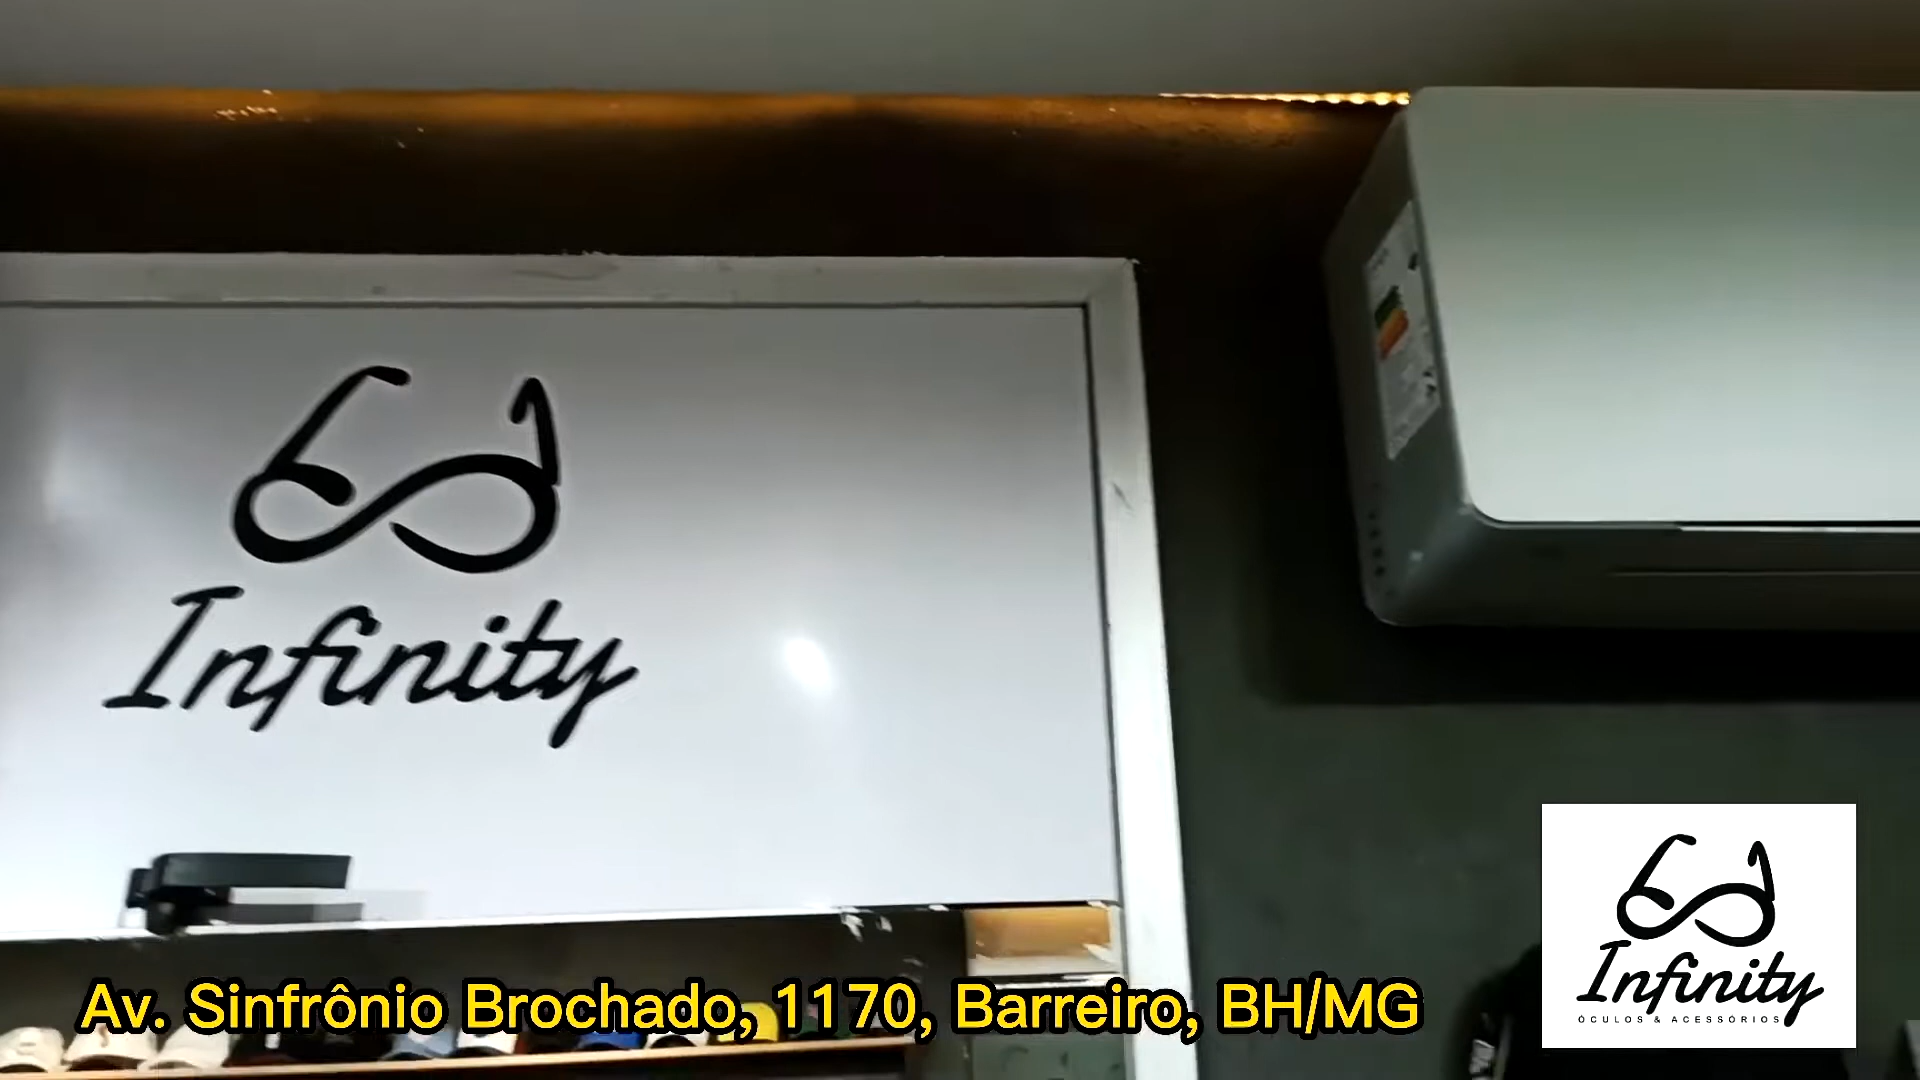 Infinity
Av. Sinfrônio Brochado, 1170, Barreiro, BH/MG
Infinity
ÓCULOS & ACESSÓRIOS